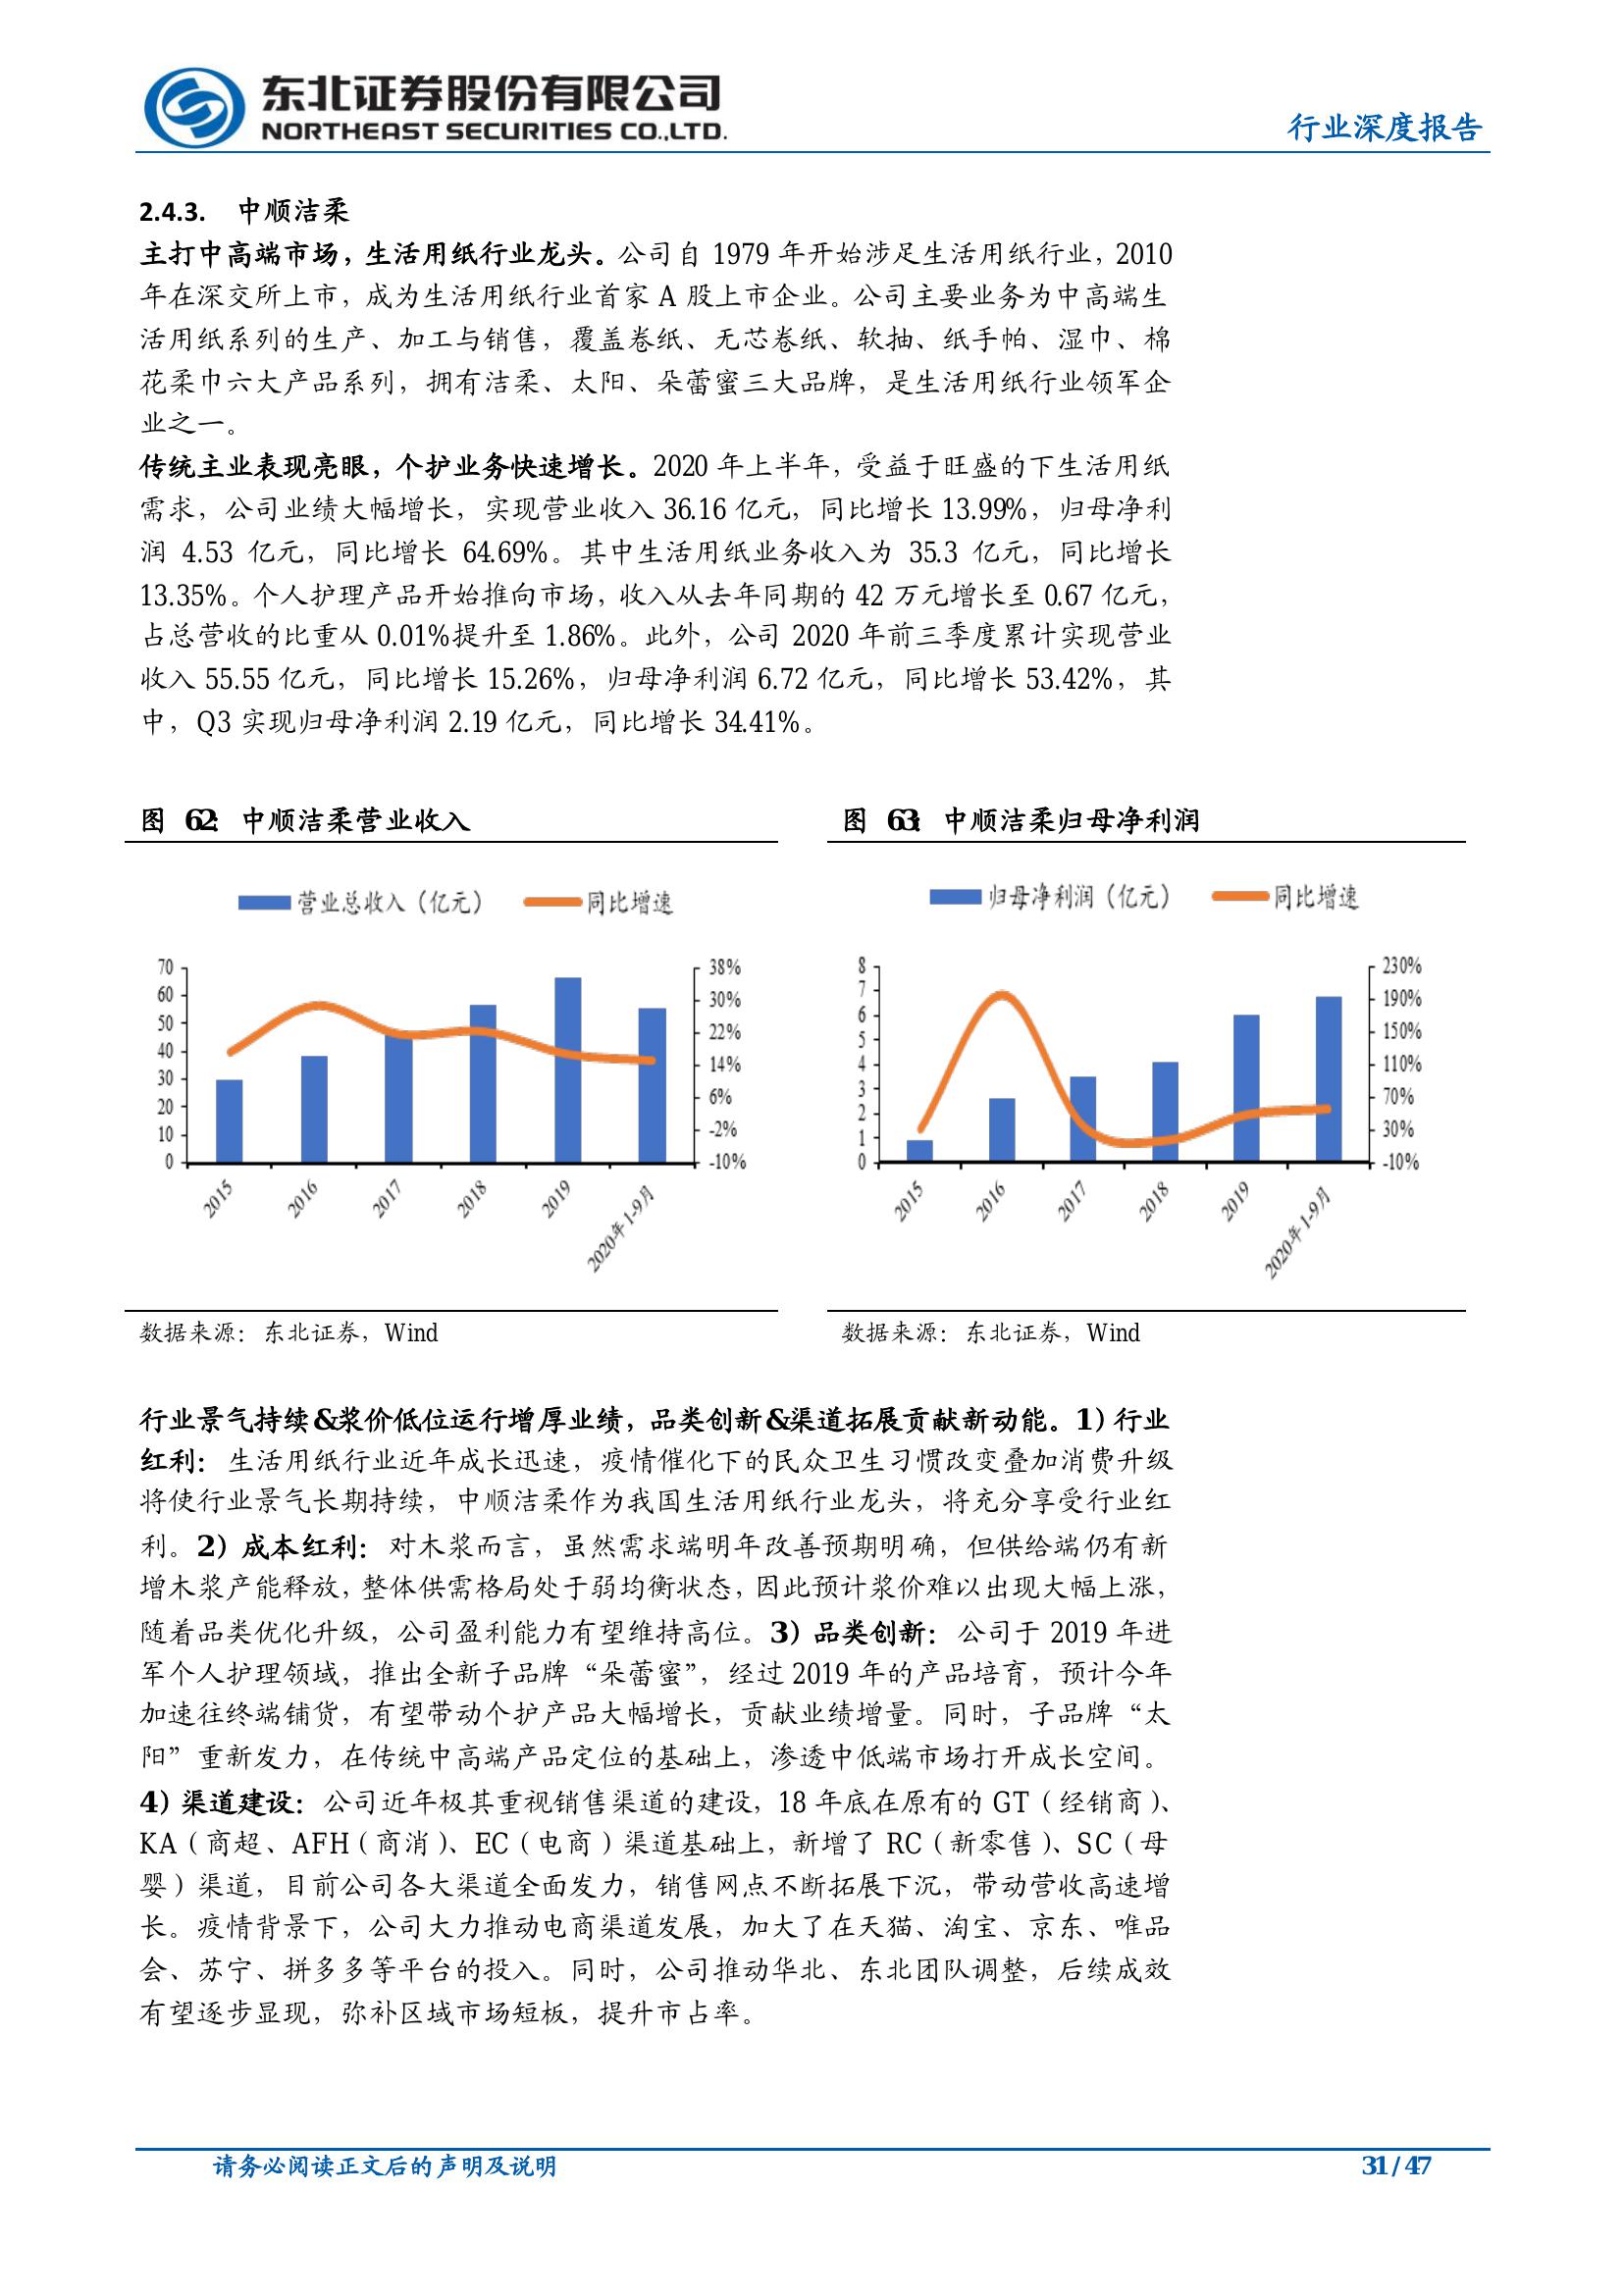 东北证券股份有限公司
NORTHEAST SECURITIES CO.,LTD.
行业深度报告
2.4.3. 中顺洁柔
主打中高端市场，生活用纸行业龙头。公司自 1979 年开始涉足生活用纸行业，2010
年在深交所上市，成为生活用纸行业首家 A 股上市企业。公司主要业务为中高端生
活用纸系列的生产、加工与销售，覆盖卷纸、无芯卷纸、软抽、纸手帕、湿巾、棉
花柔巾六大产品系列，拥有洁柔、太阳、朵蕾蜜三大品牌，是生活用纸行业领军企
业之一。
传统主业表现亮眼，个护业务快速增长。2020 年上半年，受益于旺盛的下生活用纸
需求，公司业绩大幅增长，实现营业收入 36.16 亿元，同比增长 13.99%，归母净利
润 4.53 亿元，同比增长 64.69%。其中生活用纸业务收入为 35.3 亿元，同比增长
13.35%。个人护理产品开始推向市场，收入从去年同期的 42 万元增长至 0.67 亿元，
占总营收的比重从 0.01%提升至 1.86%。此外，公司 2020 年前三季度累计实现营业
收入 55.55 亿元，同比增长 15.26%，归母净利润 6.72 亿元，同比增长 53.42%，其
中，Q3 实现归母净利润 2.19 亿元，同比增长 34.41%。
图 62：中顺洁柔营业收入
营业总收入（亿元） 同比增速
70 38%
60 30%
50 22%
40 14%
30 6%
20 -2%
10 -10%
0
2015 2016 2017 2018 2019 2020年1-9月
数据来源：东北证券，Wind
图 63：中顺洁柔归母净利润
归母净利润（亿元） 同比增速
8 230%
7 190%
6 150%
5 110%
4 70%
3 30%
2 -10%
1
0
2015 2016 2017 2018 2019 2020年1-9月
数据来源：东北证券，Wind
行业景气持续&浆价低位运行增厚业绩，品类创新&渠道拓展贡献新动能。1）行业
红利：生活用纸行业近年成长迅速，疫情催化下的民众卫生习惯改变叠加消费升级
将使行业景气长期持续，中顺洁柔作为我国生活用纸行业龙头，将充分享受行业红
利。2）成本红利：对木浆而言，虽然需求端明年改善预期明确，但供给端仍有新
增木浆产能释放，整体供需格局处于弱均衡状态，因此预计浆价难以出现大幅上涨，
随着品类优化升级，公司盈利能力有望维持高位。3）品类创新：公司于 2019 年进
军个人护理领域，推出全新子品牌“朵蕾蜜”，经过 2019 年的产品培育，预计今年
加速往终端铺货，有望带动个护产品大幅增长，贡献业绩增量。同时，子品牌“太
阳”重新发力，在传统中高端产品定位的基础上，渗透中低端市场打开成长空间。
4）渠道建设：公司近年极其重视销售渠道的建设，18 年底在原有的 GT（经销商）、
KA（商超、AFH（商消）、EC（电商）渠道基础上，新增了 RC（新零售）、SC（母
婴）渠道，目前公司各大渠道全面发力，销售网点不断拓展下沉，带动营收高速增
长。疫情背景下，公司大力推动电商渠道发展，加大了在天猫、淘宝、京东、唯品
会、苏宁、拼多多等平台的投入。同时，公司推动华北、东北团队调整，后续成效
有望逐步显现，弥补区域市场短板，提升市占率。
请务必阅读正文后的声明及说明
31 / 47